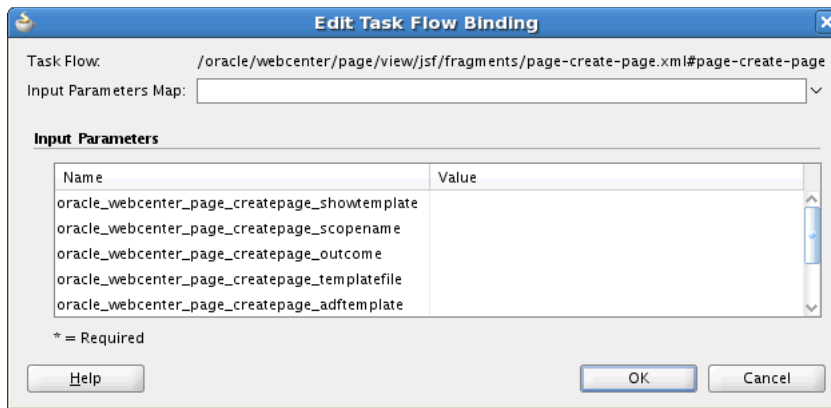 Edit Task Flow Binding
Task Flow: /oracle/webcenter/page/view/jsf/fragments/page-create-page.xml#page-create-page
Input Parameters Map:
Input Parameters
Name Value
oracle_webcenter_page_createpage_showtemplate
oracle_webcenter_page_createpage_scopename
oracle_webcenter_page_createpage_outcome
oracle_webcenter_page_createpage_templatefile
oracle_webcenter_page_createpage_adftemplate
* = Required
Help OK Cancel